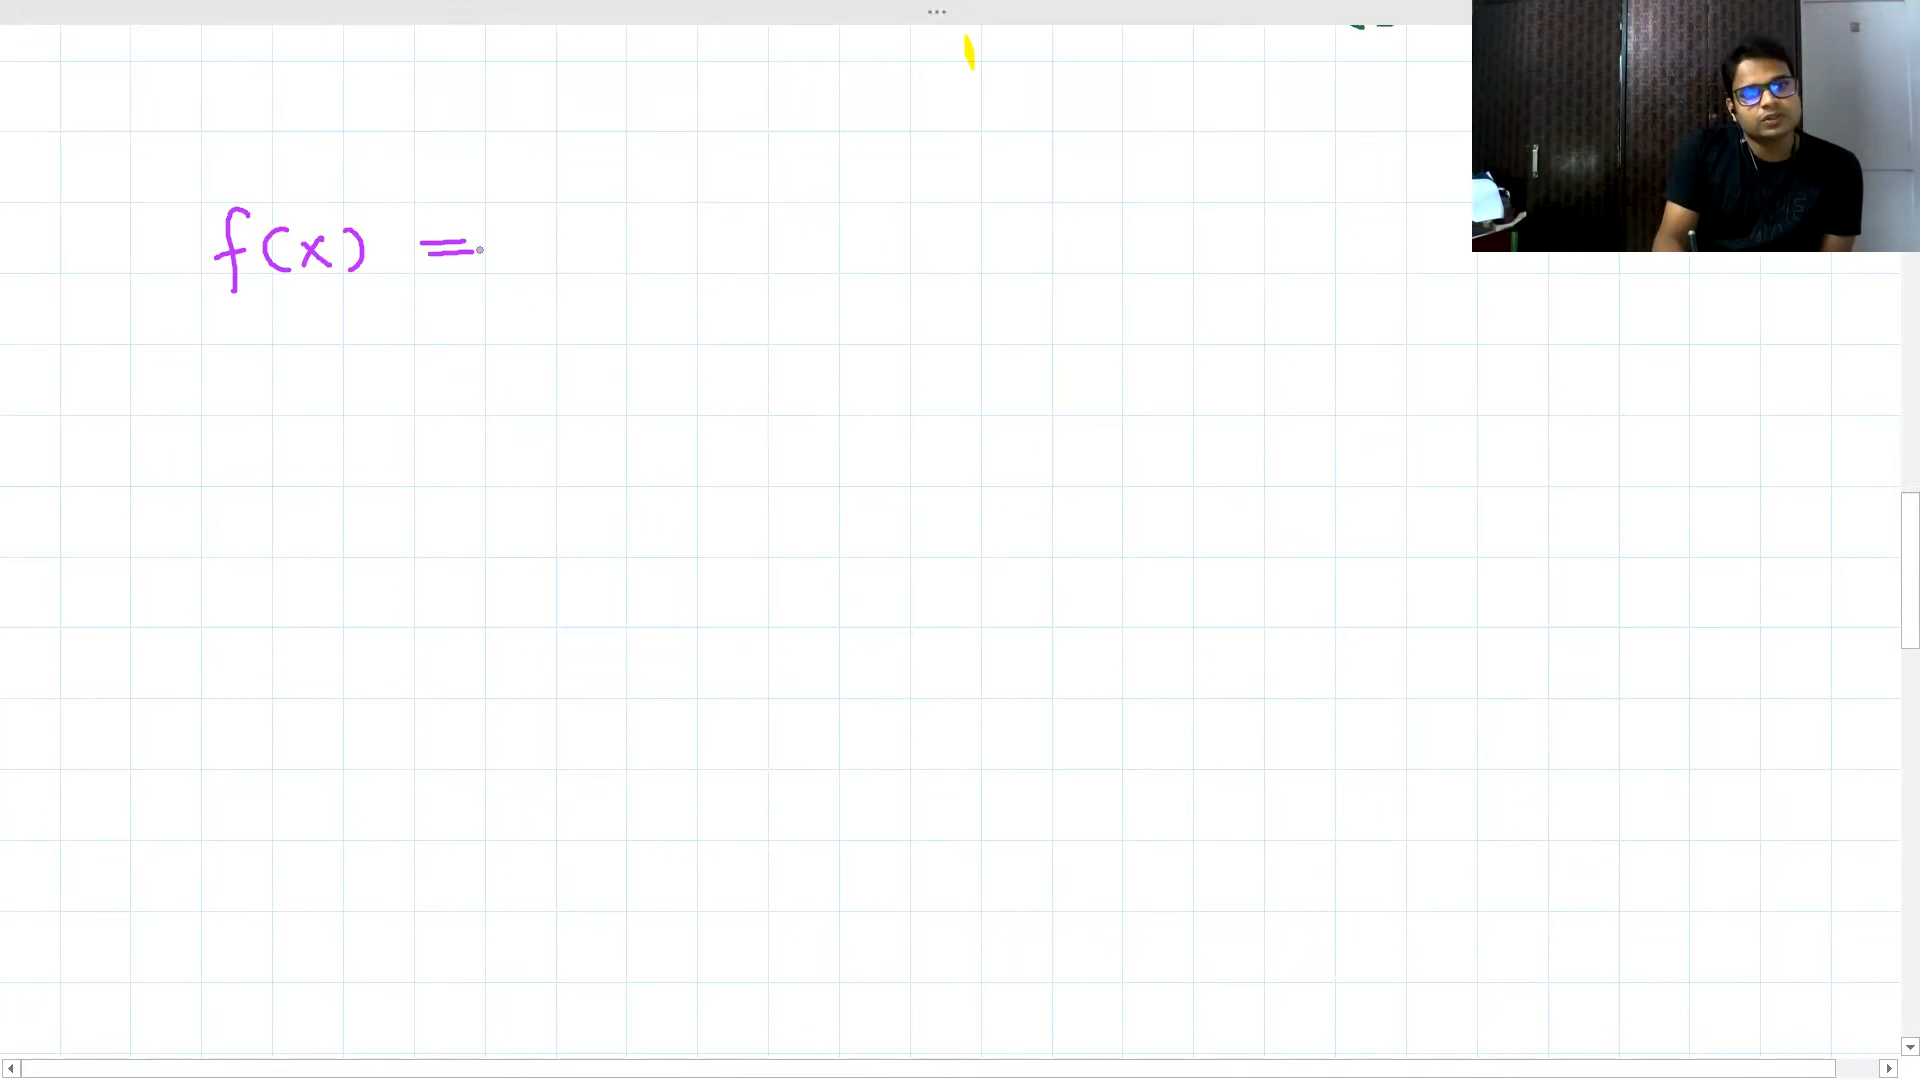 f(x) =